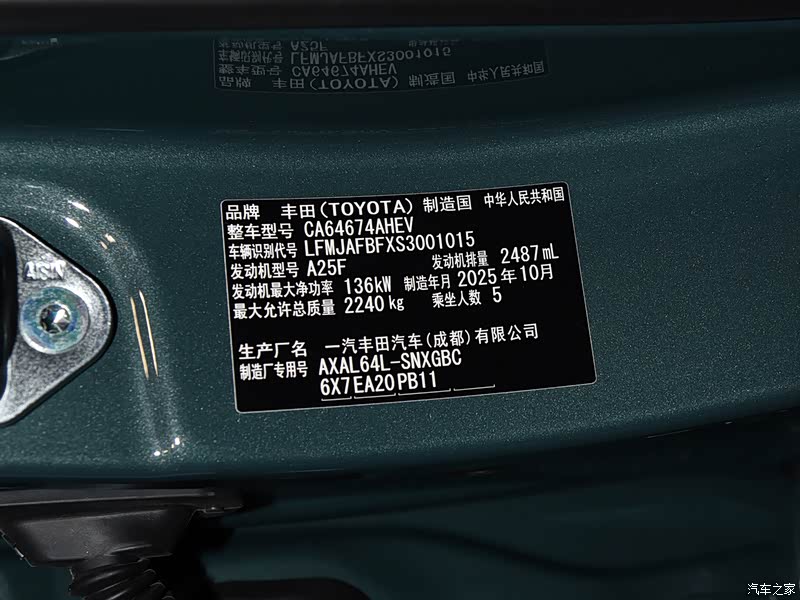 品牌 丰田(TOYOTA) 制造国 中华人民共和国
整车型号 CA64674AHEV
车辆识别代号 LFMJAFBFXS3001015
发动机型号 A25F 发动机排量 2487mL
发动机最大净功率 136kW 制造年月 2025年10月
最大允许总质量 2240kg 乘坐人数 5
生产厂名 一汽丰田汽车(成都)有限公司
制造厂专用号 AXAL64L-SNXGBC
6X7EA20PB11
NSN
汽车之家